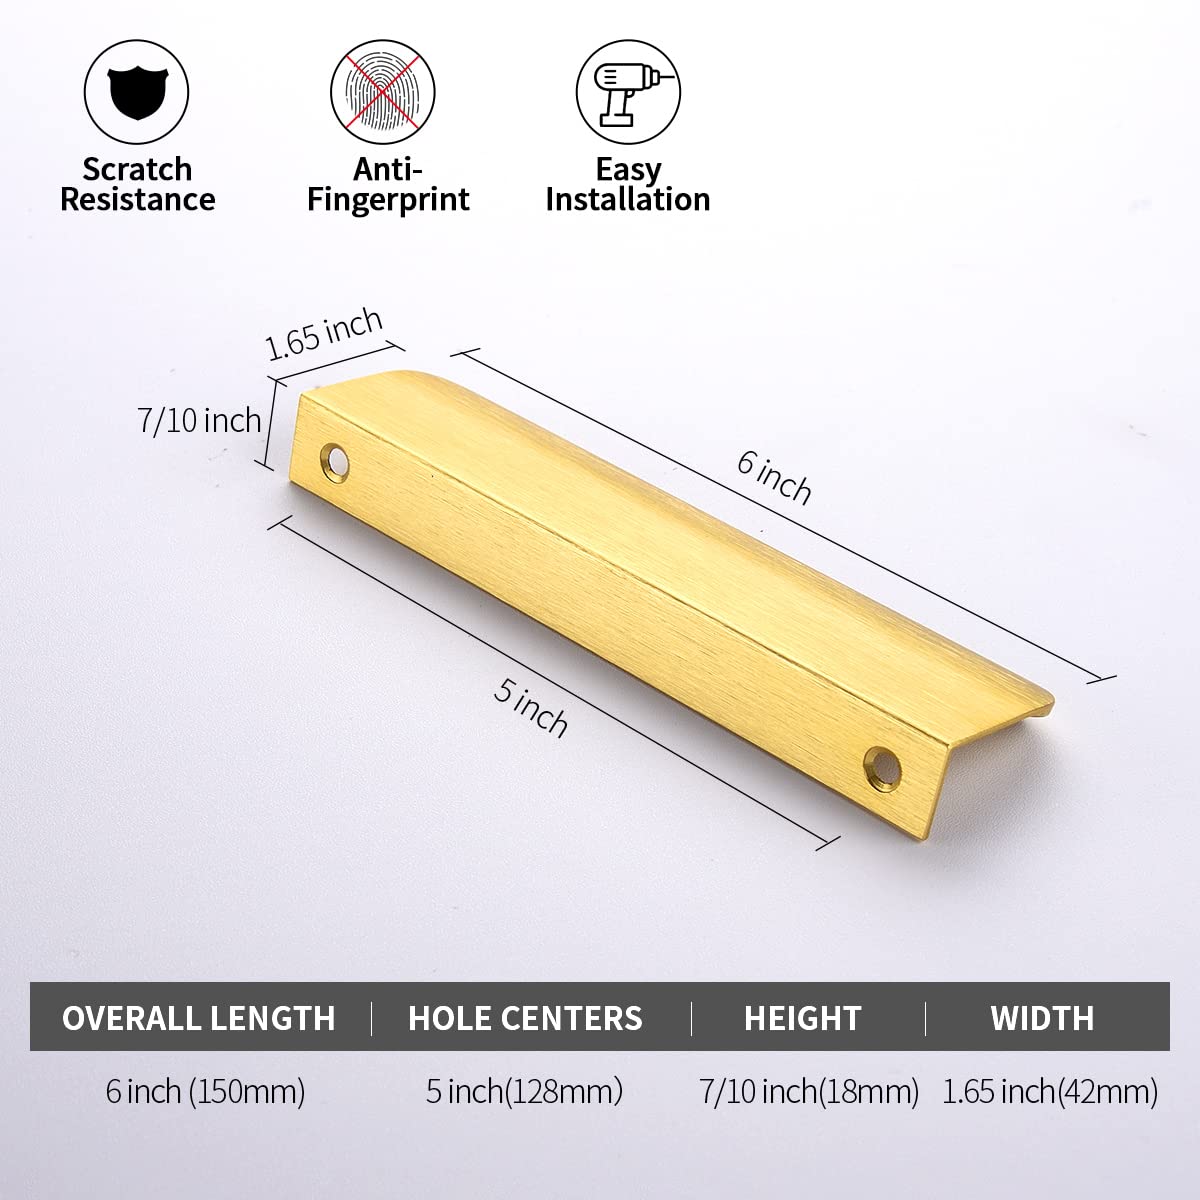 Scratch
Resistance
Anti-
Fingerprint
Easy
Installation
1.65 inch
7/10 inch
6 inch
5 inch
OVERALL LENGTH HOLE CENTERS HEIGHT WIDTH
6 inch (150mm) 5 inch(128mm） 7/10 inch(18mm) 1.65 inch(42mm)